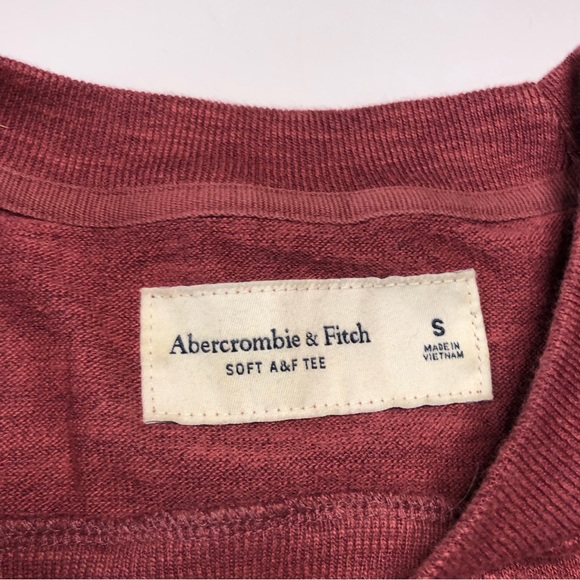 Abercrombie & Fitch
SOFT A&F TEE
S
MADE IN
VIETNAM